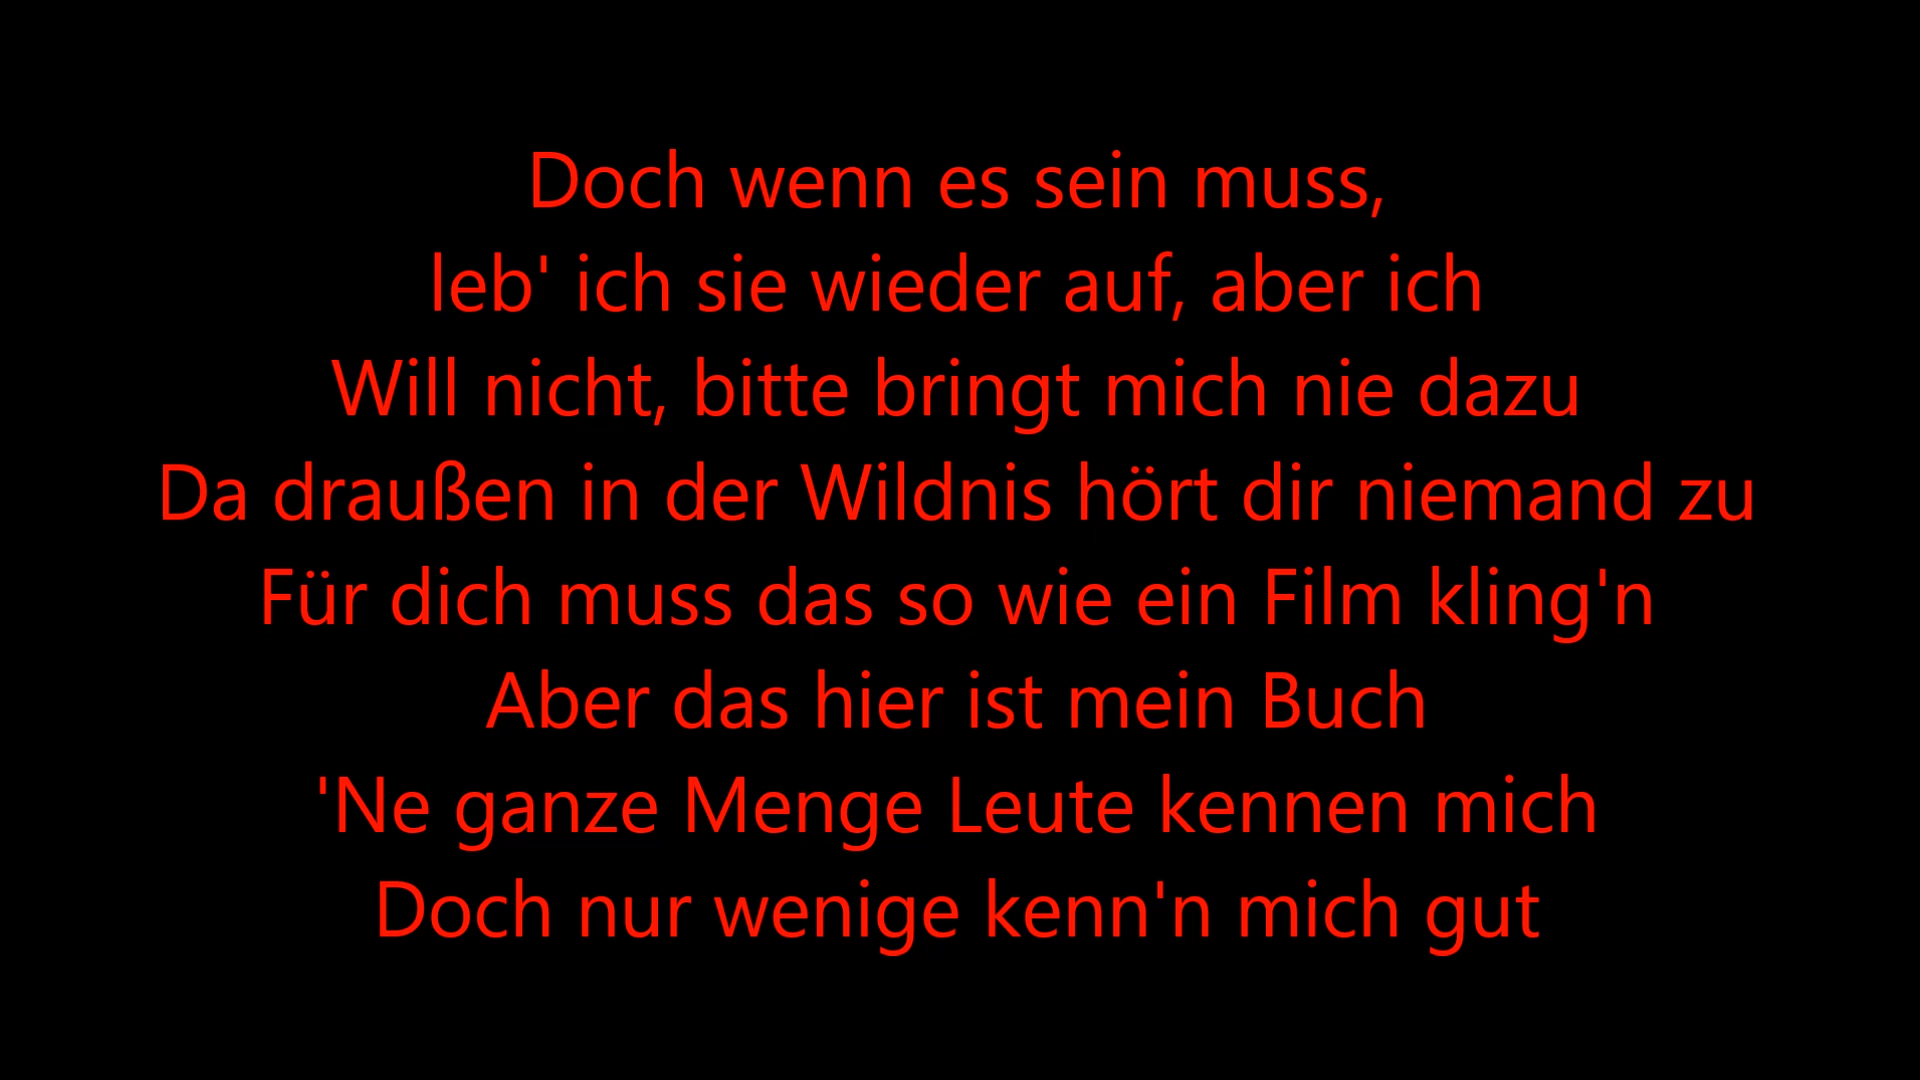 Doch wenn es sein muss,
leb' ich sie wieder auf, aber ich
Will nicht, bitte bringt mich nie dazu
Da draußen in der Wildnis hört dir niemand zu
Für dich muss das so wie ein Film kling'n
Aber das hier ist mein Buch
'Ne ganze Menge Leute kennen mich
Doch nur wenige kenn'n mich gut